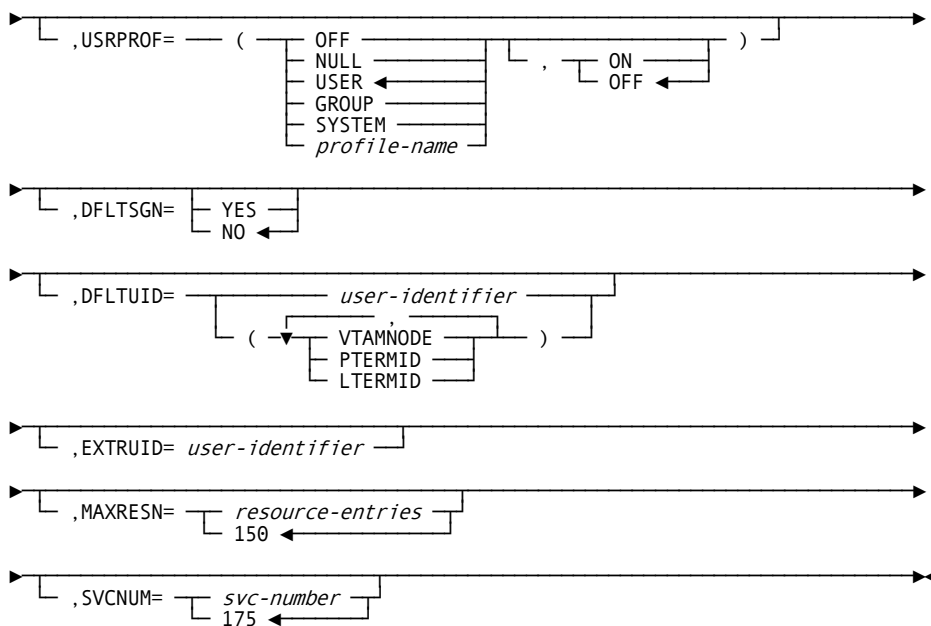 ,USRPROF= ( OFF ) 
NULL , ON
USER OFF
GROUP
SYSTEM
profile-name
,DFLTSGN= YES
NO
,DFLTUID= user-identifier
,
( VTAMNODE )
PTERMID
LTERMID
,EXTRUID= user-identifier
,MAXRESN= resource-entries
150
,SVCNUM= svc-number
175